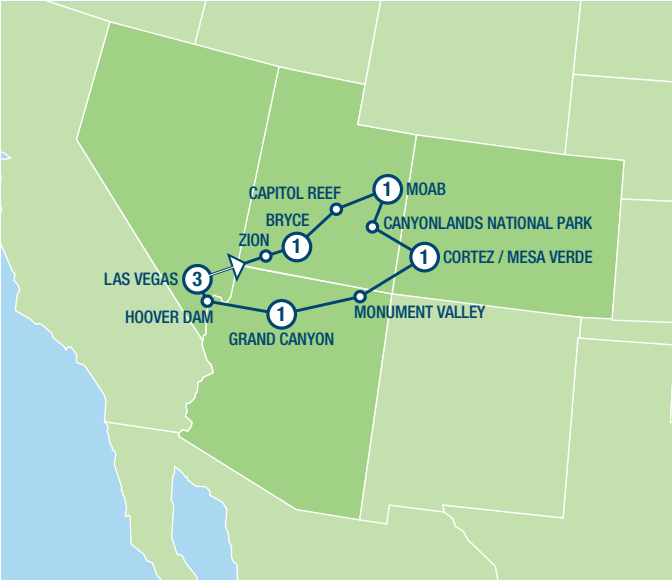 1
MOAB
CAPITOL REEF
BRYCE
1
CANYONLANDS NATIONAL PARK
ZION
1
CORTEZ / MESA VERDE
LAS VEGAS
3
HOOVER DAM
1
MONUMENT VALLEY
GRAND CANYON